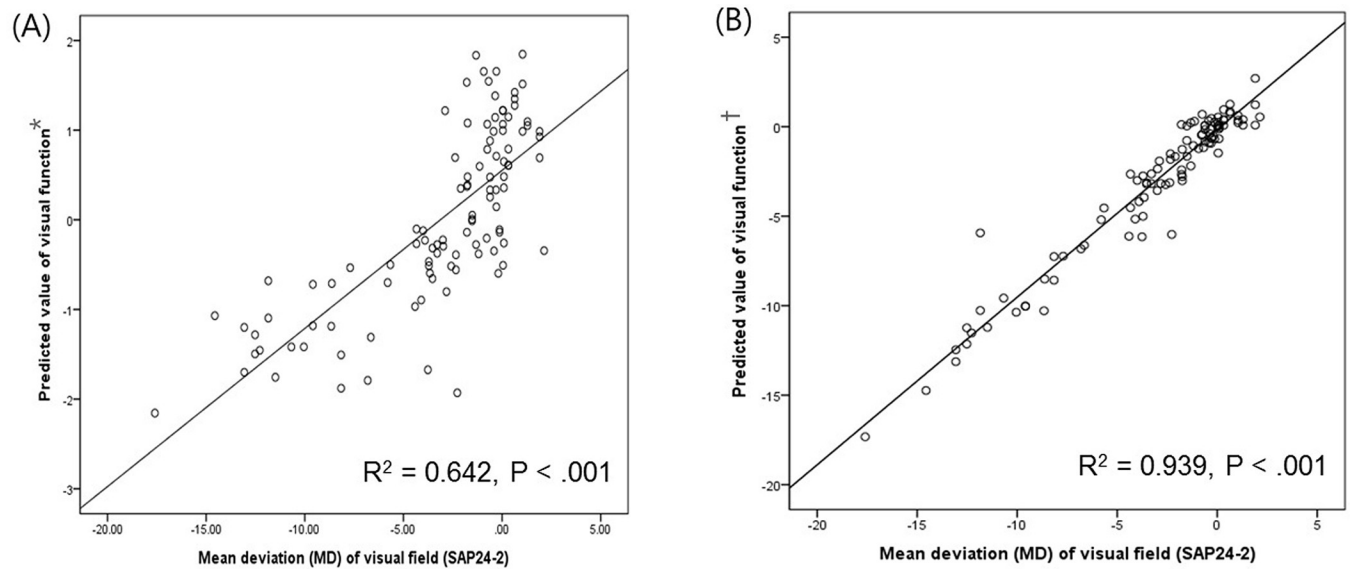 (A)
2
1
0
-1
-2
-3
Predicted value of visual function*
R² = 0.642, P < .001
-20.00 -15.00 -10.00 -5.00 .00 5.00
Mean deviation (MD) of visual field (SAP24-2)
(B)
5
0
-5
-10
-15
-20
Predicted value of visual function†
R² = 0.939, P < .001
-20 -15 -10 -5 0 5
Mean deviation (MD) of visual field (SAP24-2)